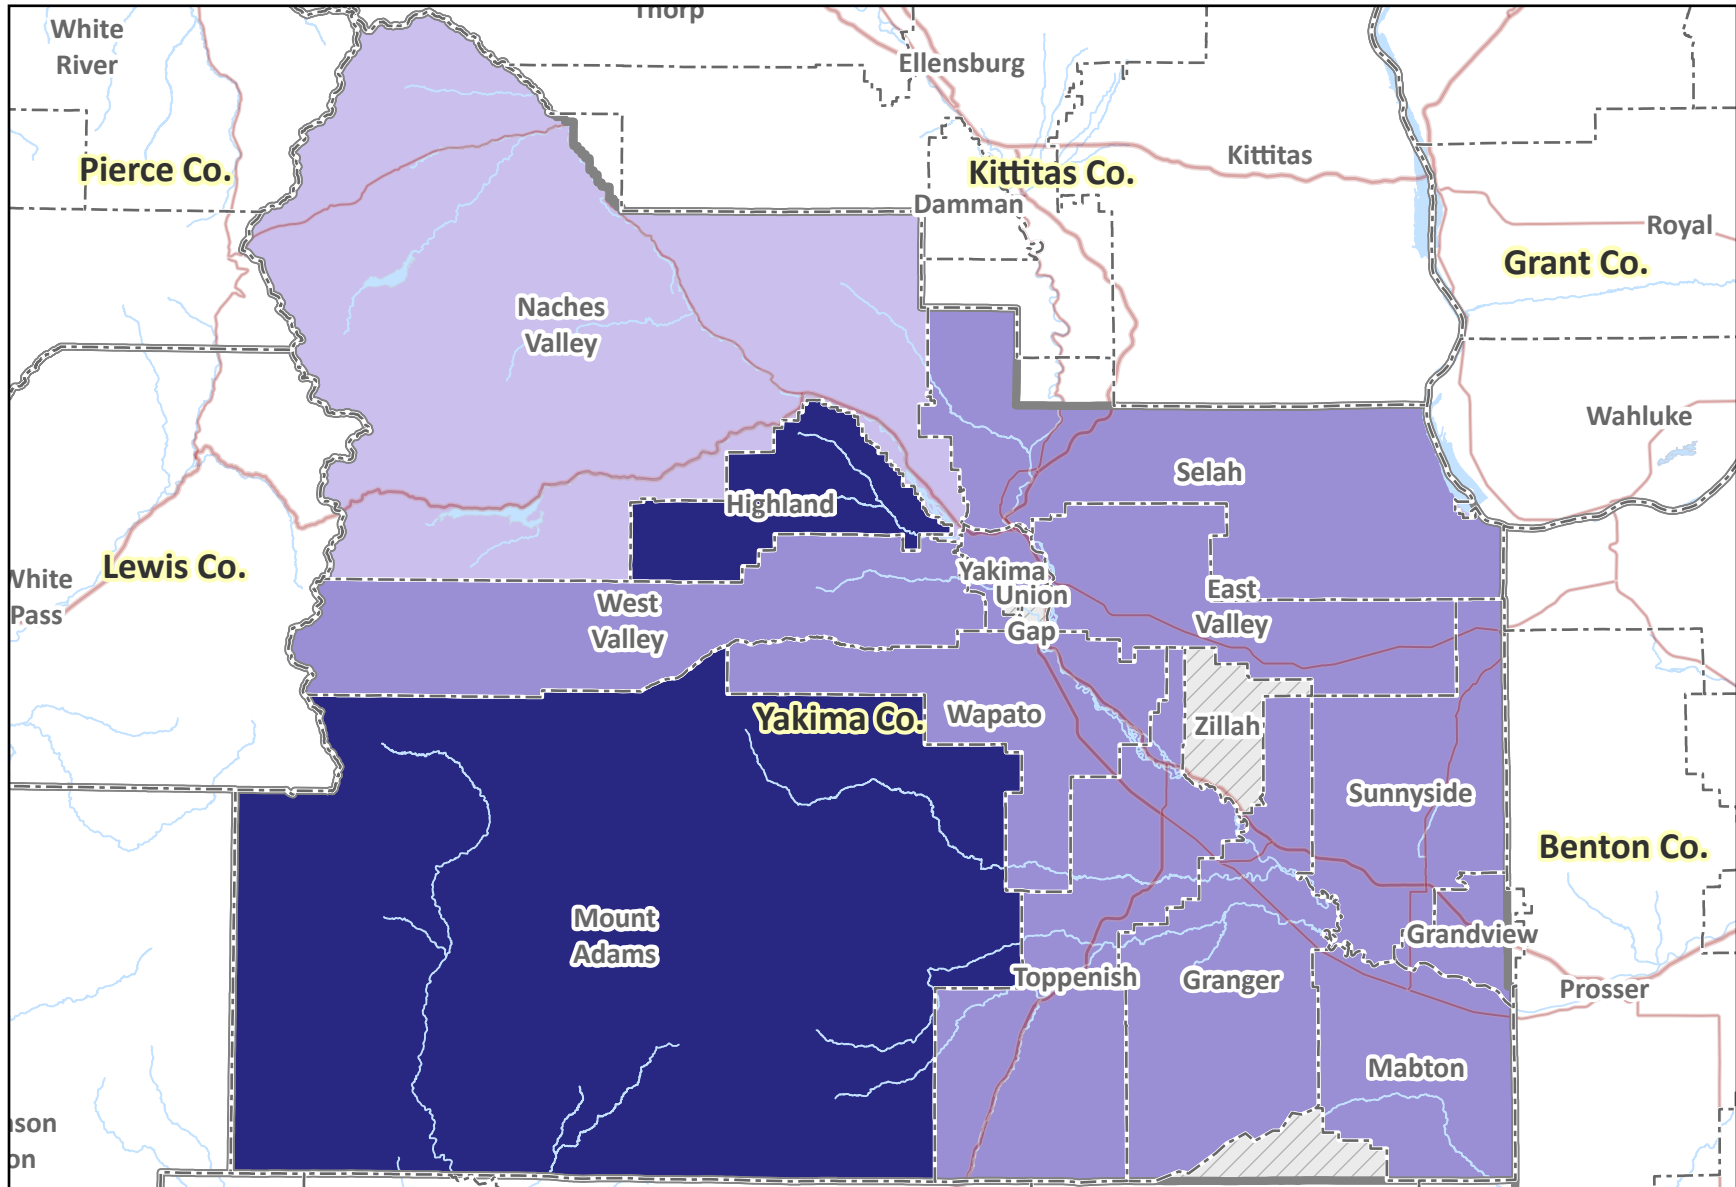 Thorp
White
River
Ellensburg
Kittitas
Pierce Co.
Kittitas Co.
Damman
Royal
Grant Co.
Naches
Valley
Wahluke
Selah
Highland
Lewis Co.
White
Pass
Yakima
Union
Gap
East
Valley
West
Valley
Yakima Co.
Wapato
Zillah
Sunnyside
Benton Co.
Mount
Adams
Grandview
Toppenish
Granger
Prosser
Mabton
nson
on